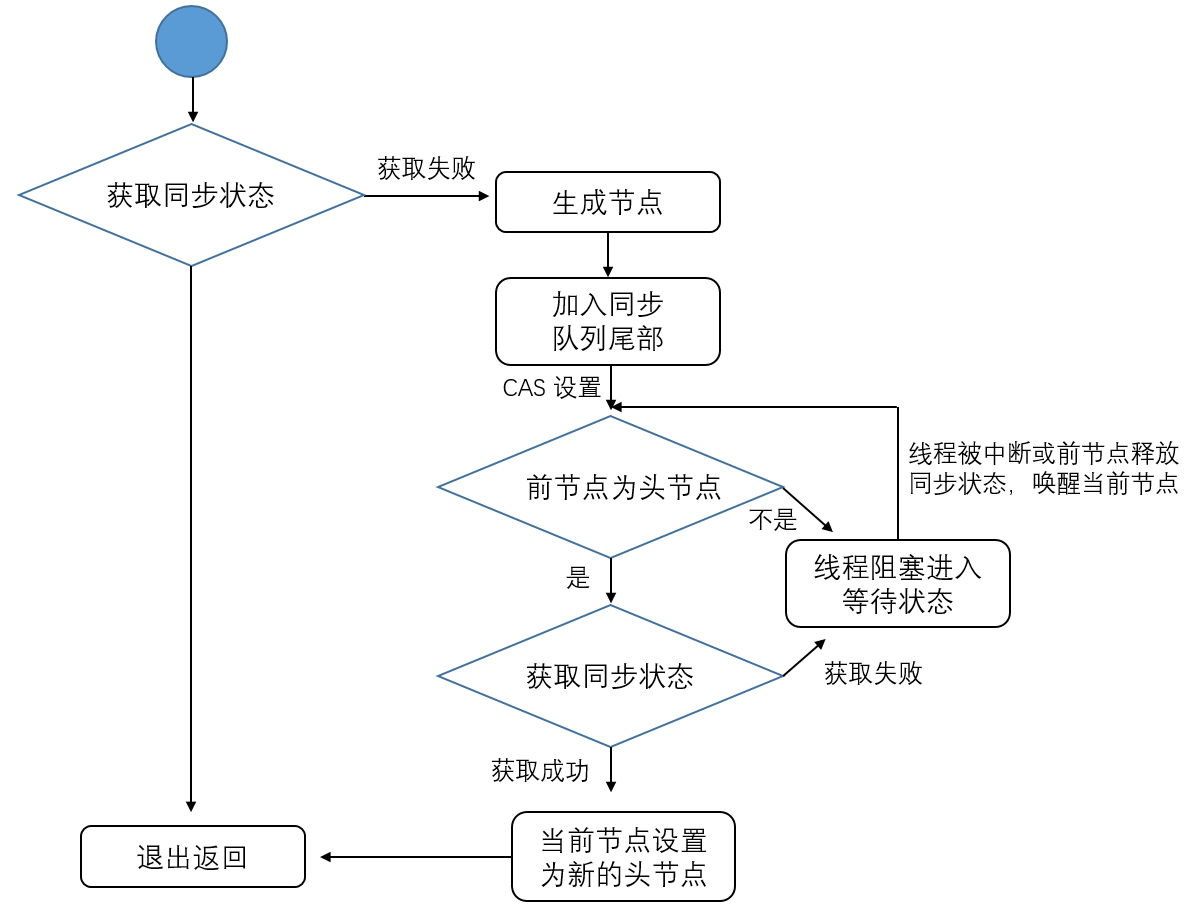 获取同步状态
获取失败
生成节点
加入同步
队列尾部
CAS 设置
前节点为头节点
不是
线程被中断或前节点释放
同步状态，唤醒当前节点
线程阻塞进入
等待状态
是
获取同步状态
获取失败
获取成功
当前节点设置
为新的头节点
退出返回